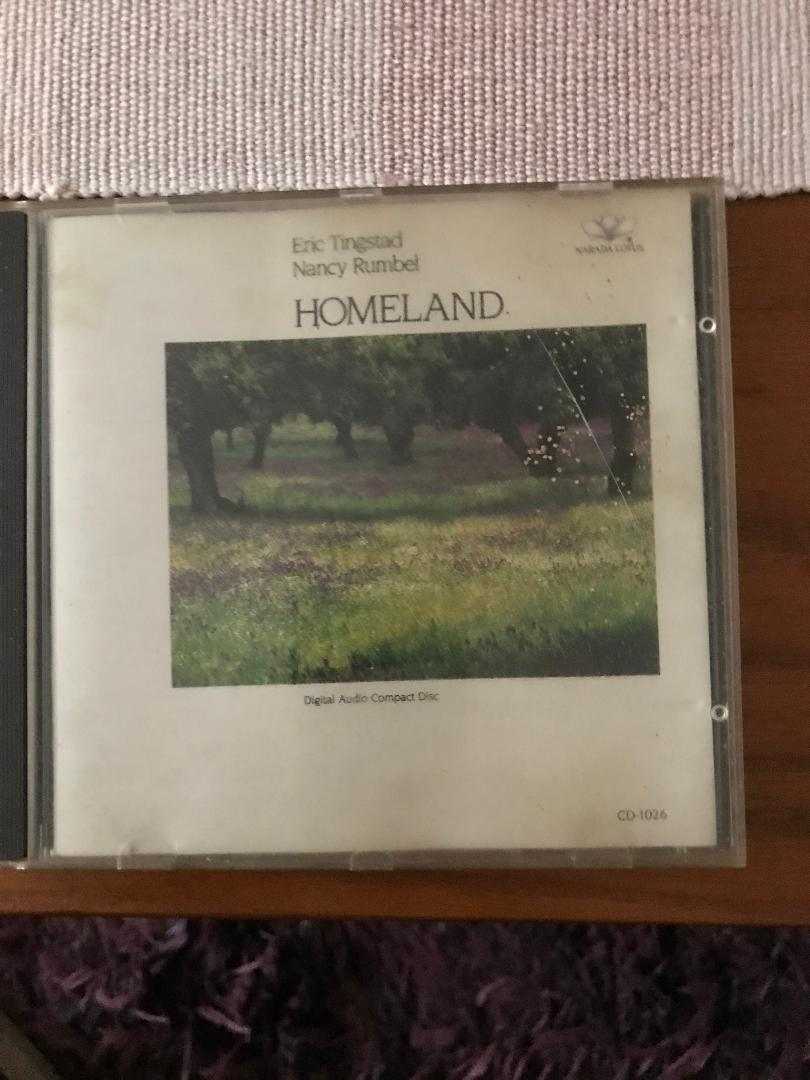 Eric Tingstad
Nancy Rumbel
NARADA LOTUS
HOMELAND.
Digital Audio Compact Disc
CD-1026